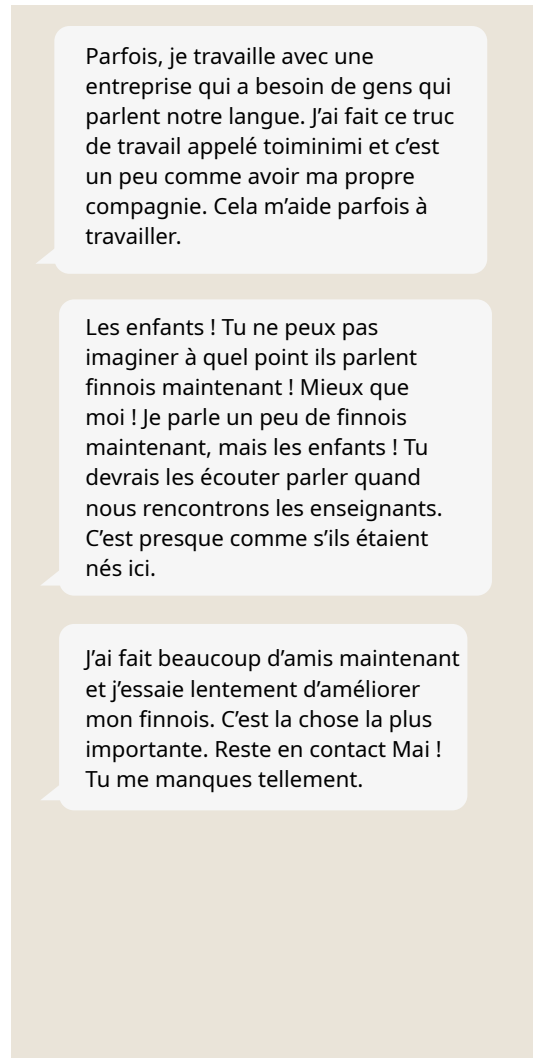 Parfois, je travaille avec une
entreprise qui a besoin de gens qui
parlent notre langue. J’ai fait ce truc
de travail appelé toiminimi et c’est
un peu comme avoir ma propre
compagnie. Cela m’aide parfois à
travailler.
Les enfants ! Tu ne peux pas
imaginer à quel point ils parlent
finnois maintenant ! Mieux que
moi ! Je parle un peu de finnois
maintenant, mais les enfants ! Tu
devrais les écouter parler quand
nous rencontrons les enseignants.
C’est presque comme s’ils étaient
nés ici.
J’ai fait beaucoup d’amis maintenant
et j’essaie lentement d’améliorer
mon finnois. C’est la chose la plus
importante. Reste en contact Mai !
Tu me manques tellement.